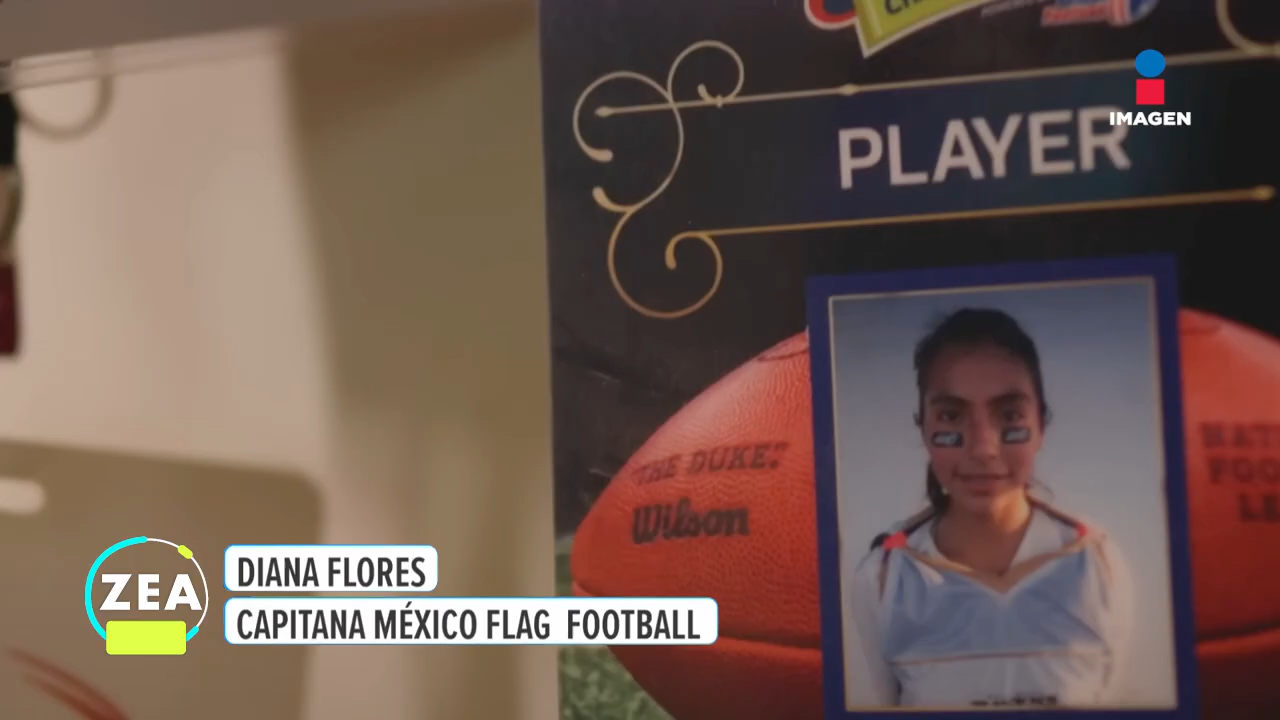 IMAGEN
PLAYER
"THE DUKE."
Wilson
ZEA
DIANA FLORES
CAPITANA MÉXICO FLAG FOOTBALL